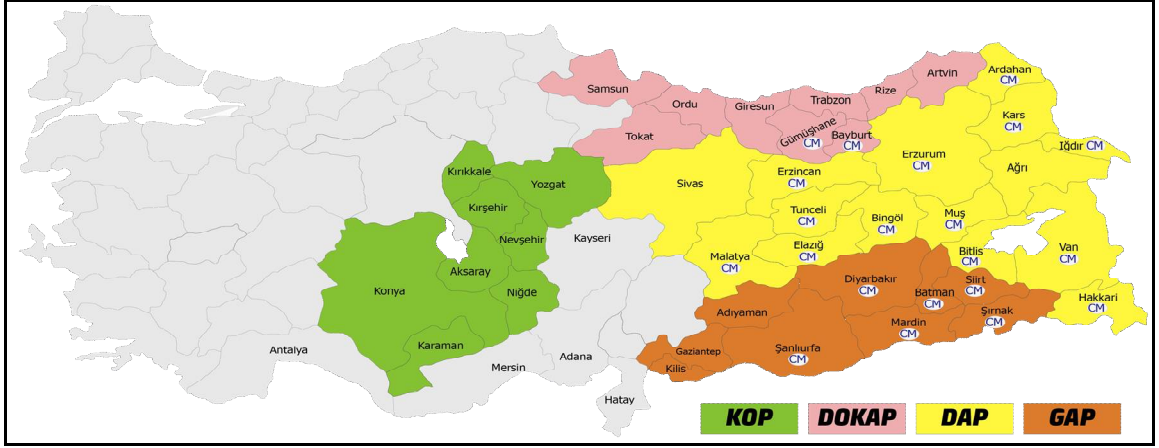 Ardahan
CM
Artvin
Samsun
Rize
Ordu
Giresun
Trabzon
Kars
CM
Tokat
Gümüşhane
CM
Bayburt
CM
Iğdır CM
Erzurum
CM
Ağrı
Kırıkkale
Yozgat
Sivas
Erzincan
CM
Kırşehir
Tunceli
CM
Bingöl
CM
Muş
CM
Nevşehir
Kayseri
Elazığ
CM
Malatya
CM
Bitlis
CM
Van
CM
Aksaray
Konya
Niğde
Diyarbakır
CM
Batman
CM
Siirt
CM
Hakkari
CM
Adıyaman
Şırnak
CM
Mardin
CM
Antalya
Karaman
Mersin
Adana
Gaziantep
Kilis
Şanlıurfa
CM
Hatay
KOP
DOKAP
DAP
GAP